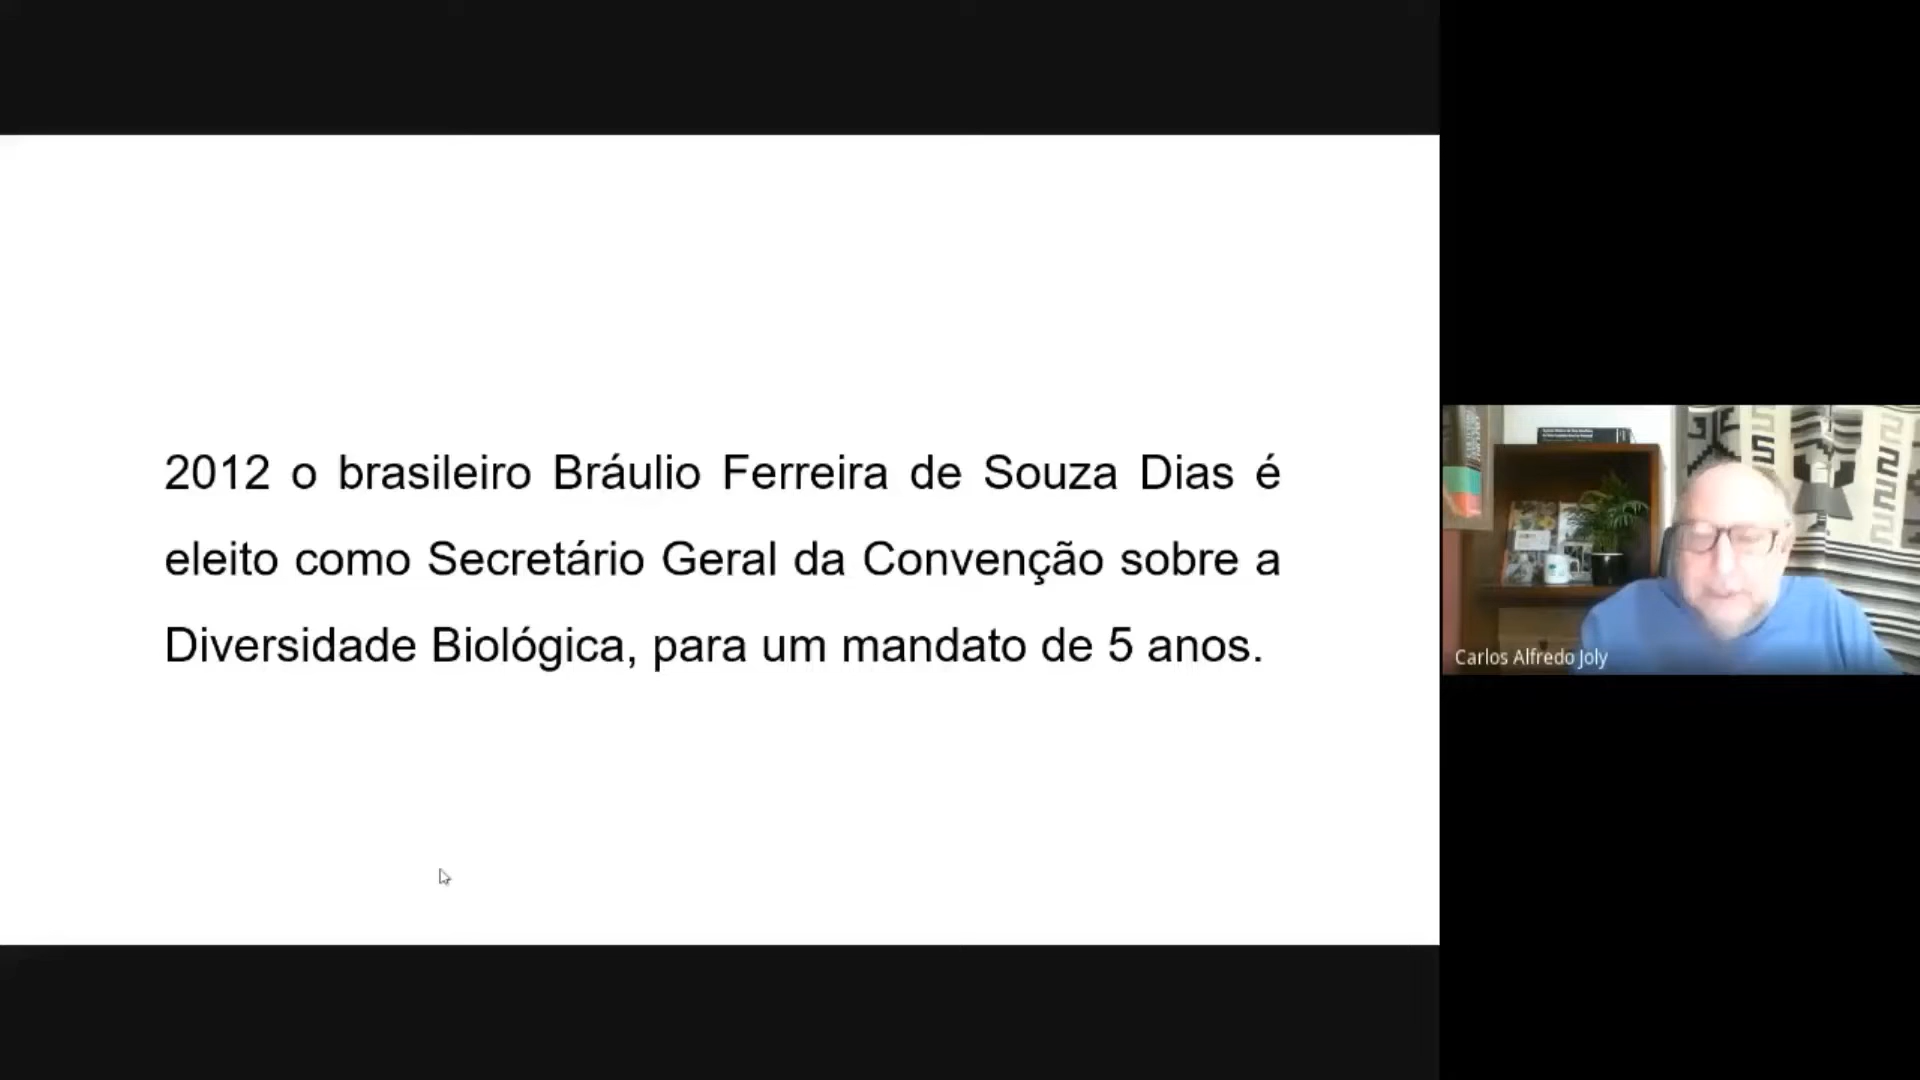 2012 o brasileiro Bráulio Ferreira de Souza Dias é
eleito como Secretário Geral da Convenção sobre a
Diversidade Biológica, para um mandato de 5 anos.
Carlos Alfredo Joly